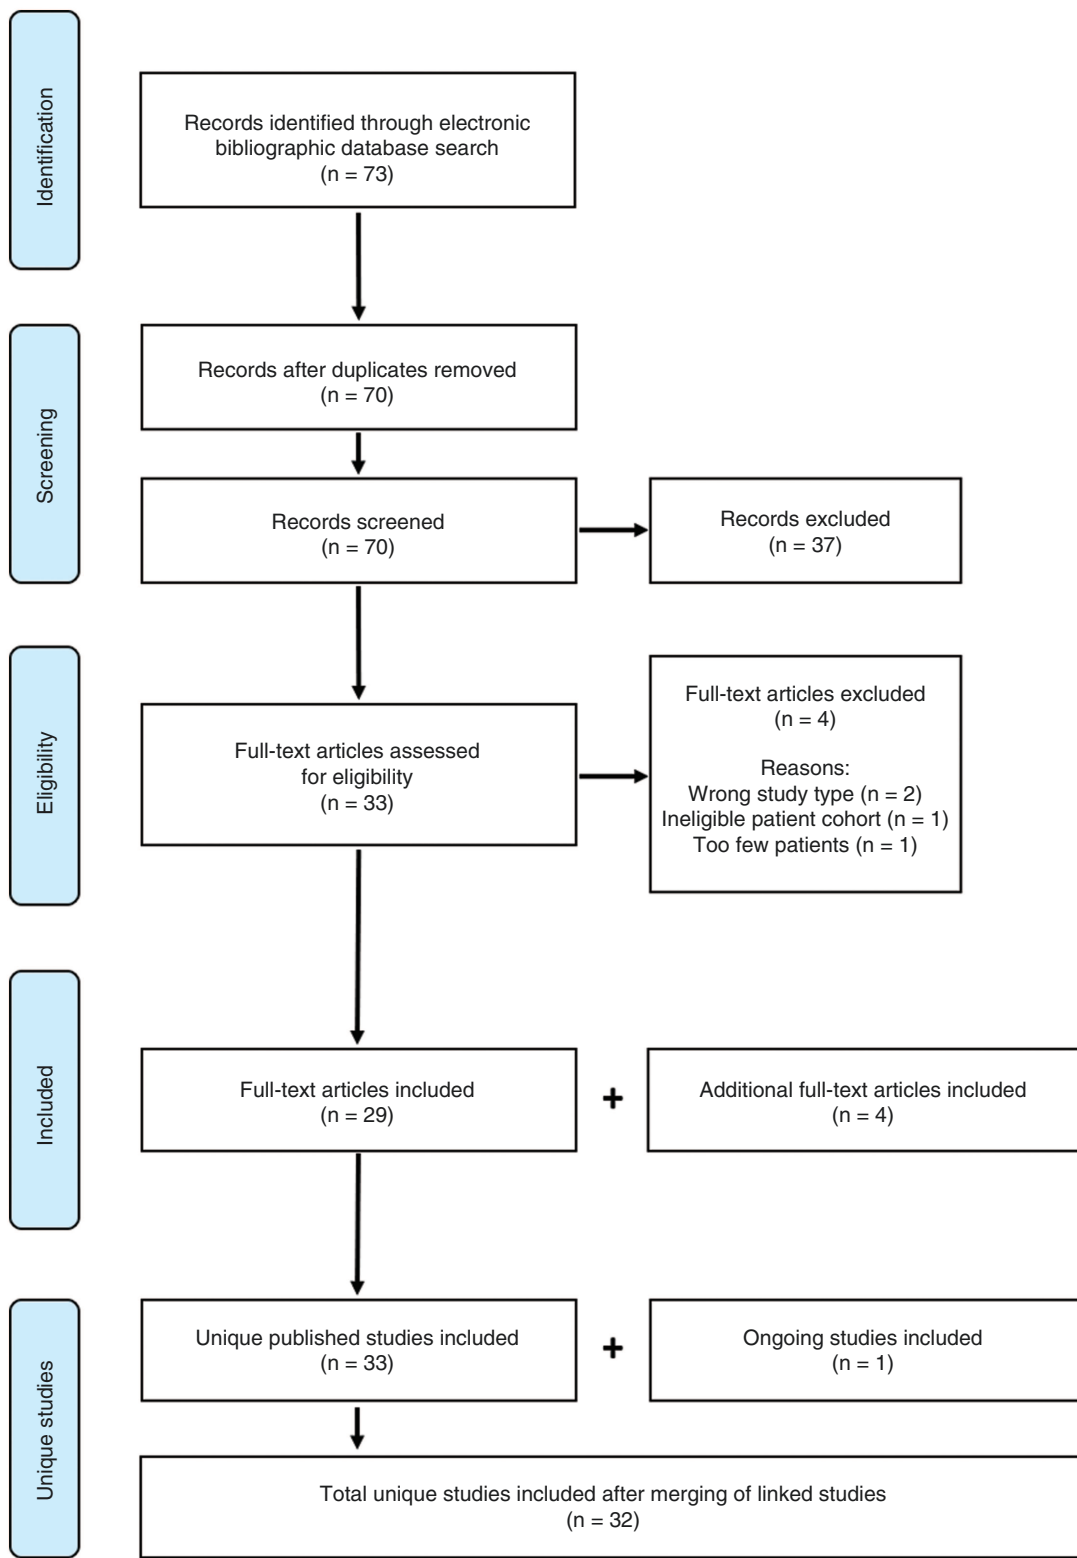 Identification
Records identified through electronic
bibliographic database search
(n = 73)
Screening
Records after duplicates removed
(n = 70)
Records screened
(n = 70)
Records excluded
(n = 37)
Eligibility
Full-text articles assessed
for eligibility
(n = 33)
Full-text articles excluded
(n = 4)
Reasons:
Wrong study type (n = 2)
Ineligible patient cohort (n = 1)
Too few patients (n = 1)
Included
Full-text articles included
(n = 29)
+
Additional full-text articles included
(n = 4)
Unique studies
Unique published studies included
(n = 33)
+
Ongoing studies included
(n = 1)
Total unique studies included after merging of linked studies
(n = 32)